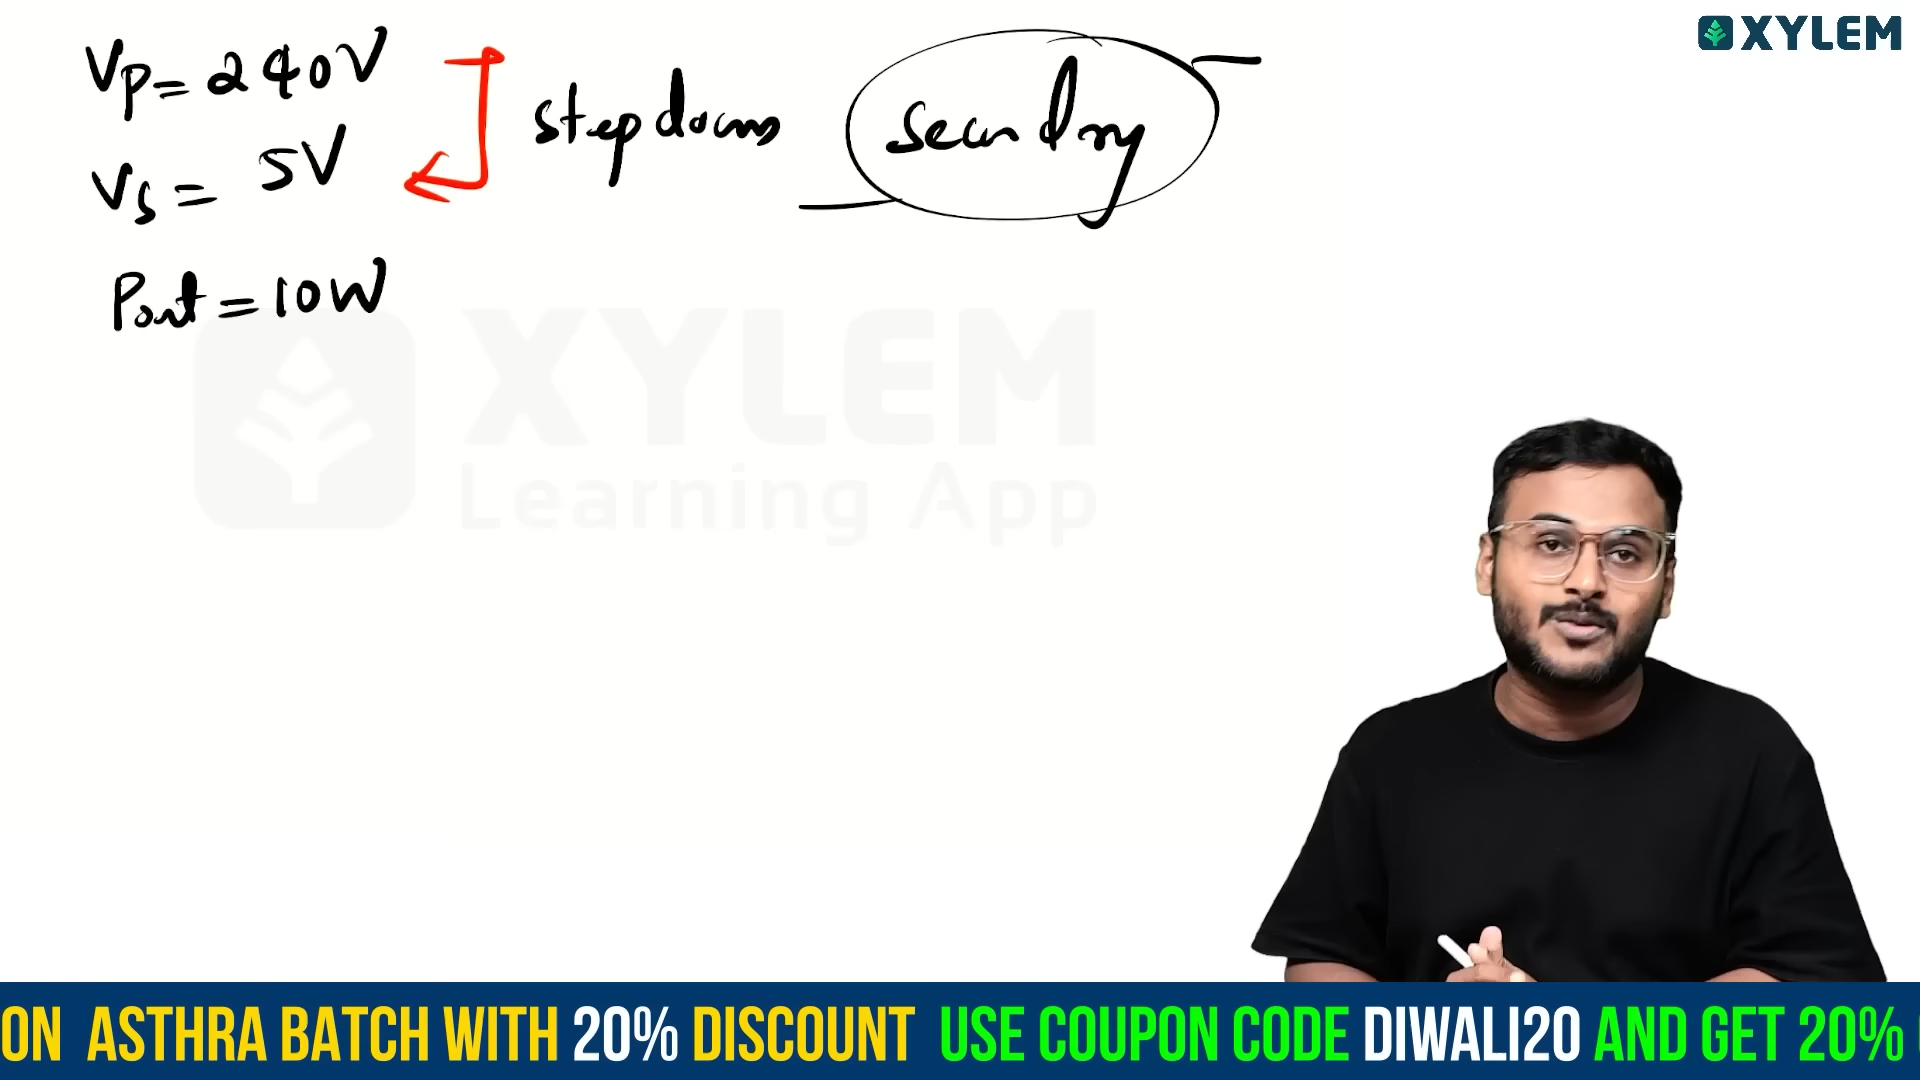 XYLEM
Vp = 240V
Vs = 5V
step down
secondry
Pout = 10W
XYLEM
Learning App
ON ASTHRA BATCH WITH 20% DISCOUNT USE COUPON CODE DIWALI20 AND GET 20%